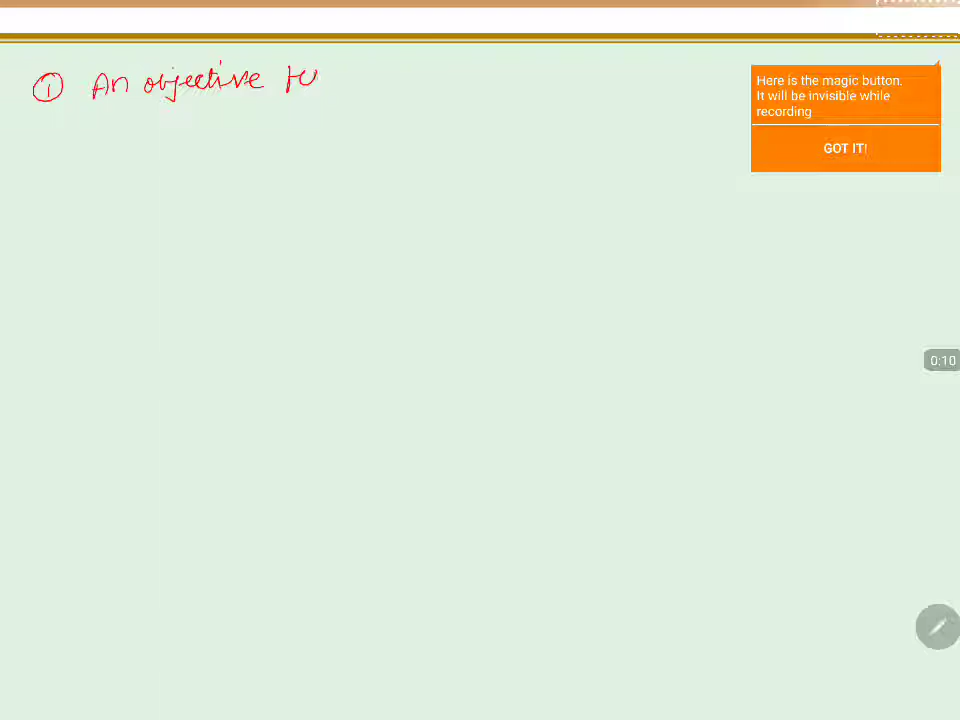 ① An objective
Here is the magic button.
It will be invisible while
recording
GOT IT!
0:10